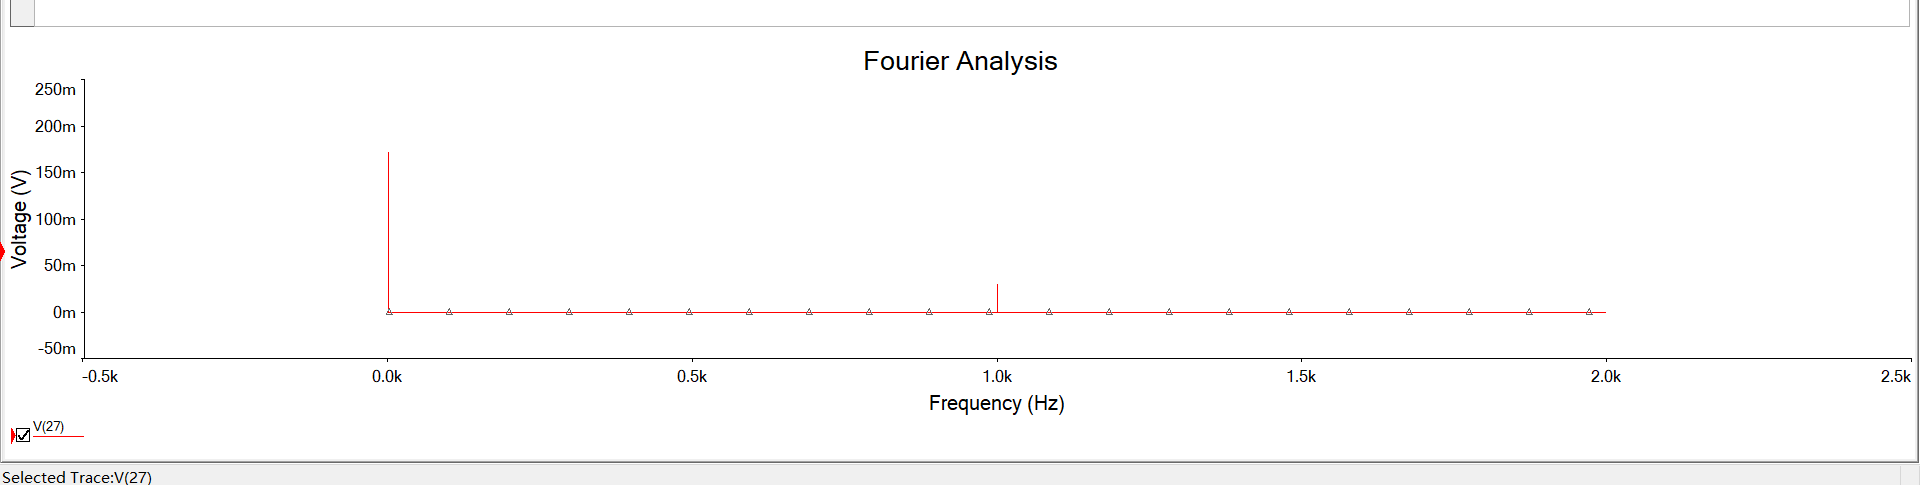 Fourier Analysis
250m
200m
150m
100m
50m
0m
-50m
Voltage (V)
-0.5k 0.0k 0.5k 1.0k 1.5k 2.0k 2.5k
Frequency (Hz)
V(27)
Selected Trace:V(27)